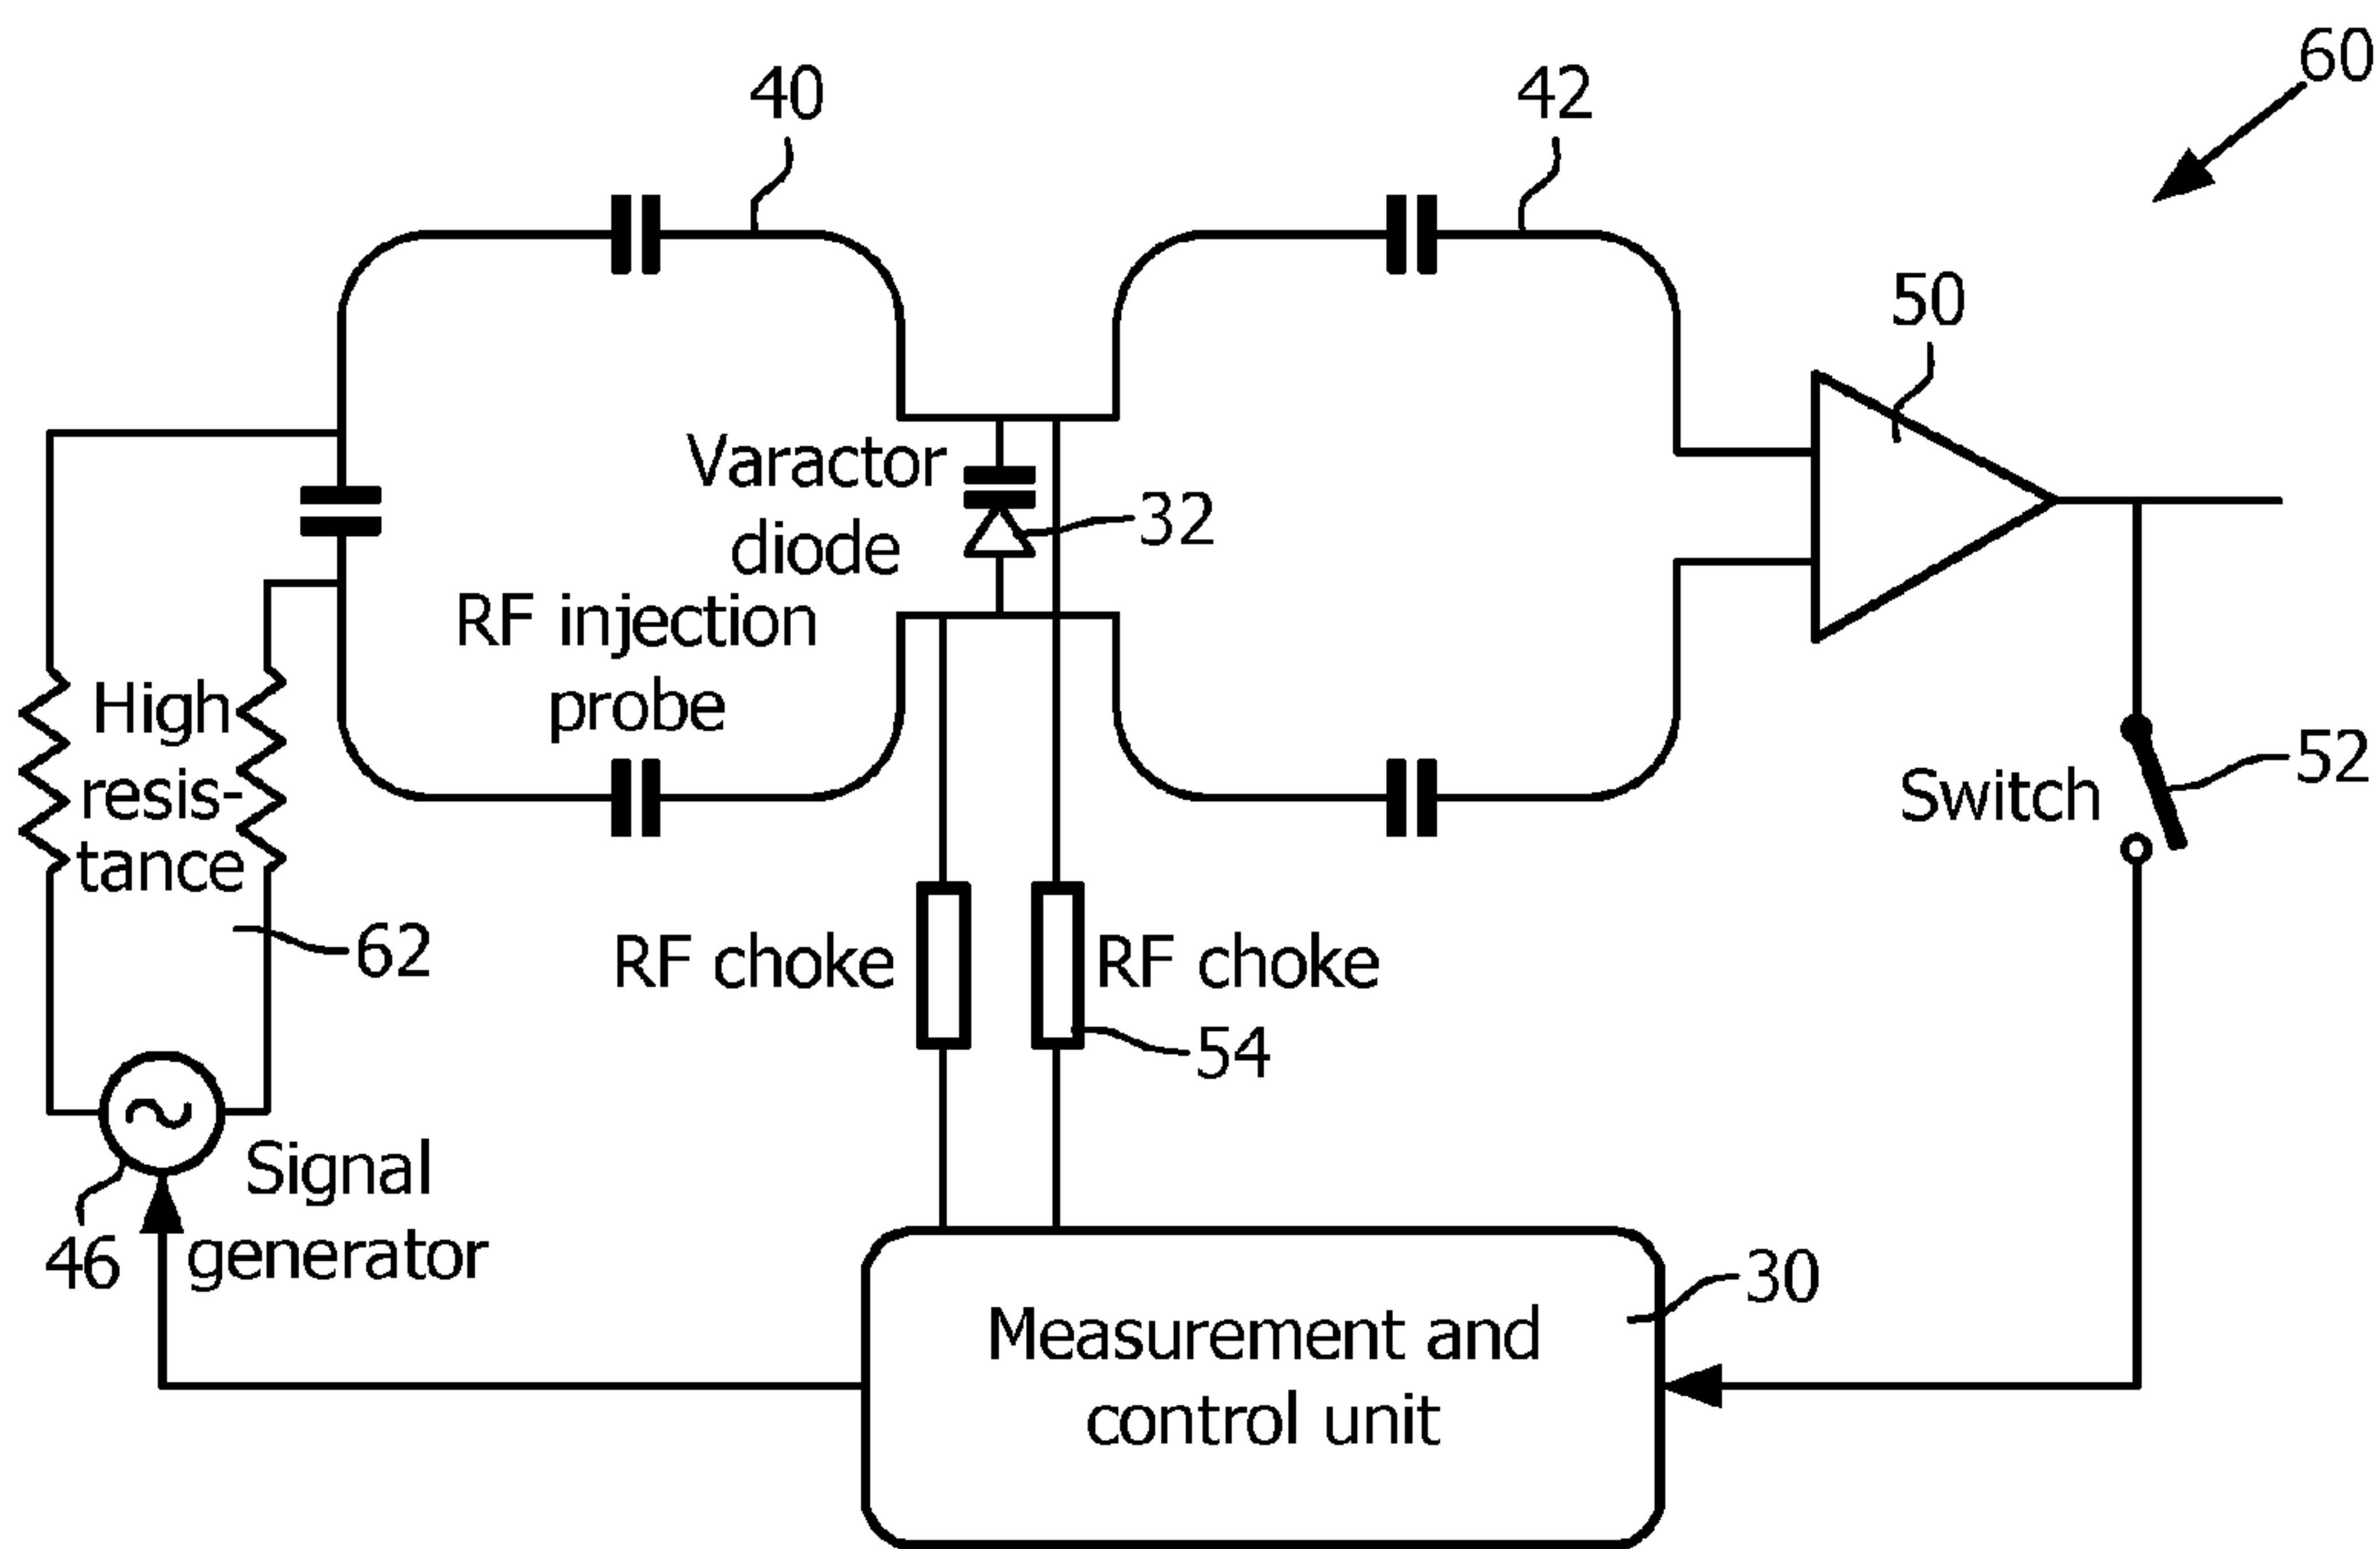 60
40
42
50
Varactor
diode
32
RF injection
probe
High
resis-
tance
Switch
52
62
RF choke
RF choke
54
Signal
generator
46
30
Measurement and
control unit